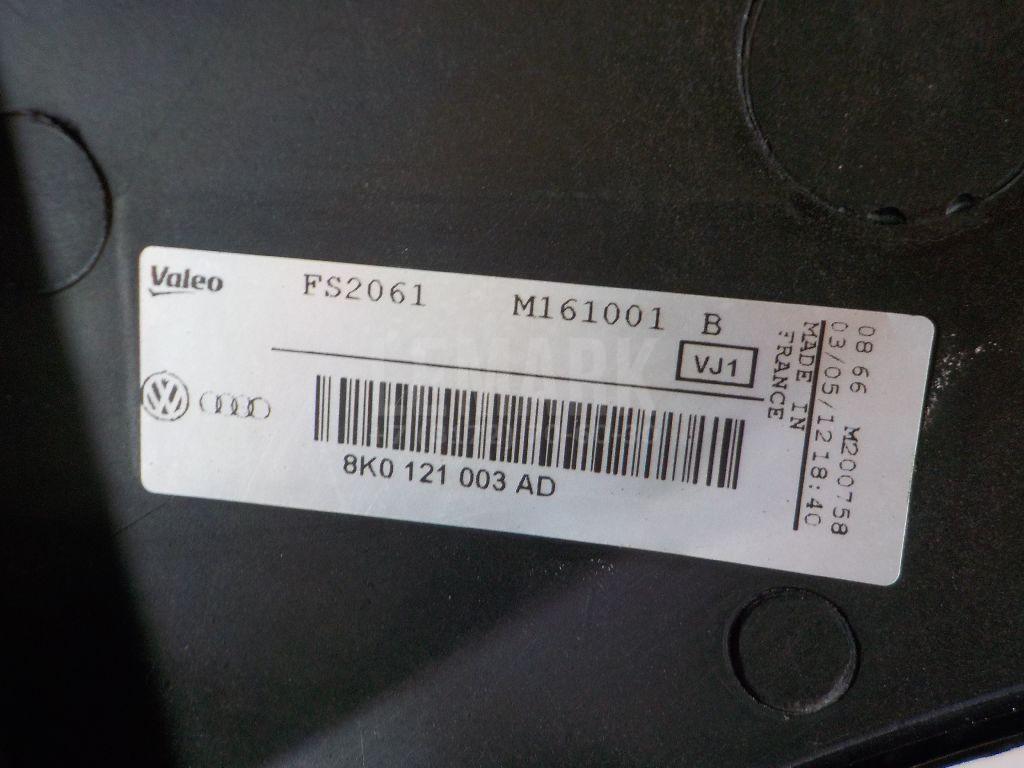 Valeo FS2061 M161001 B
VJ1
8K0 121 003 AD
MADE IN
FRANCE
03/05/12 18:40
08 66 M200758
LEMARK